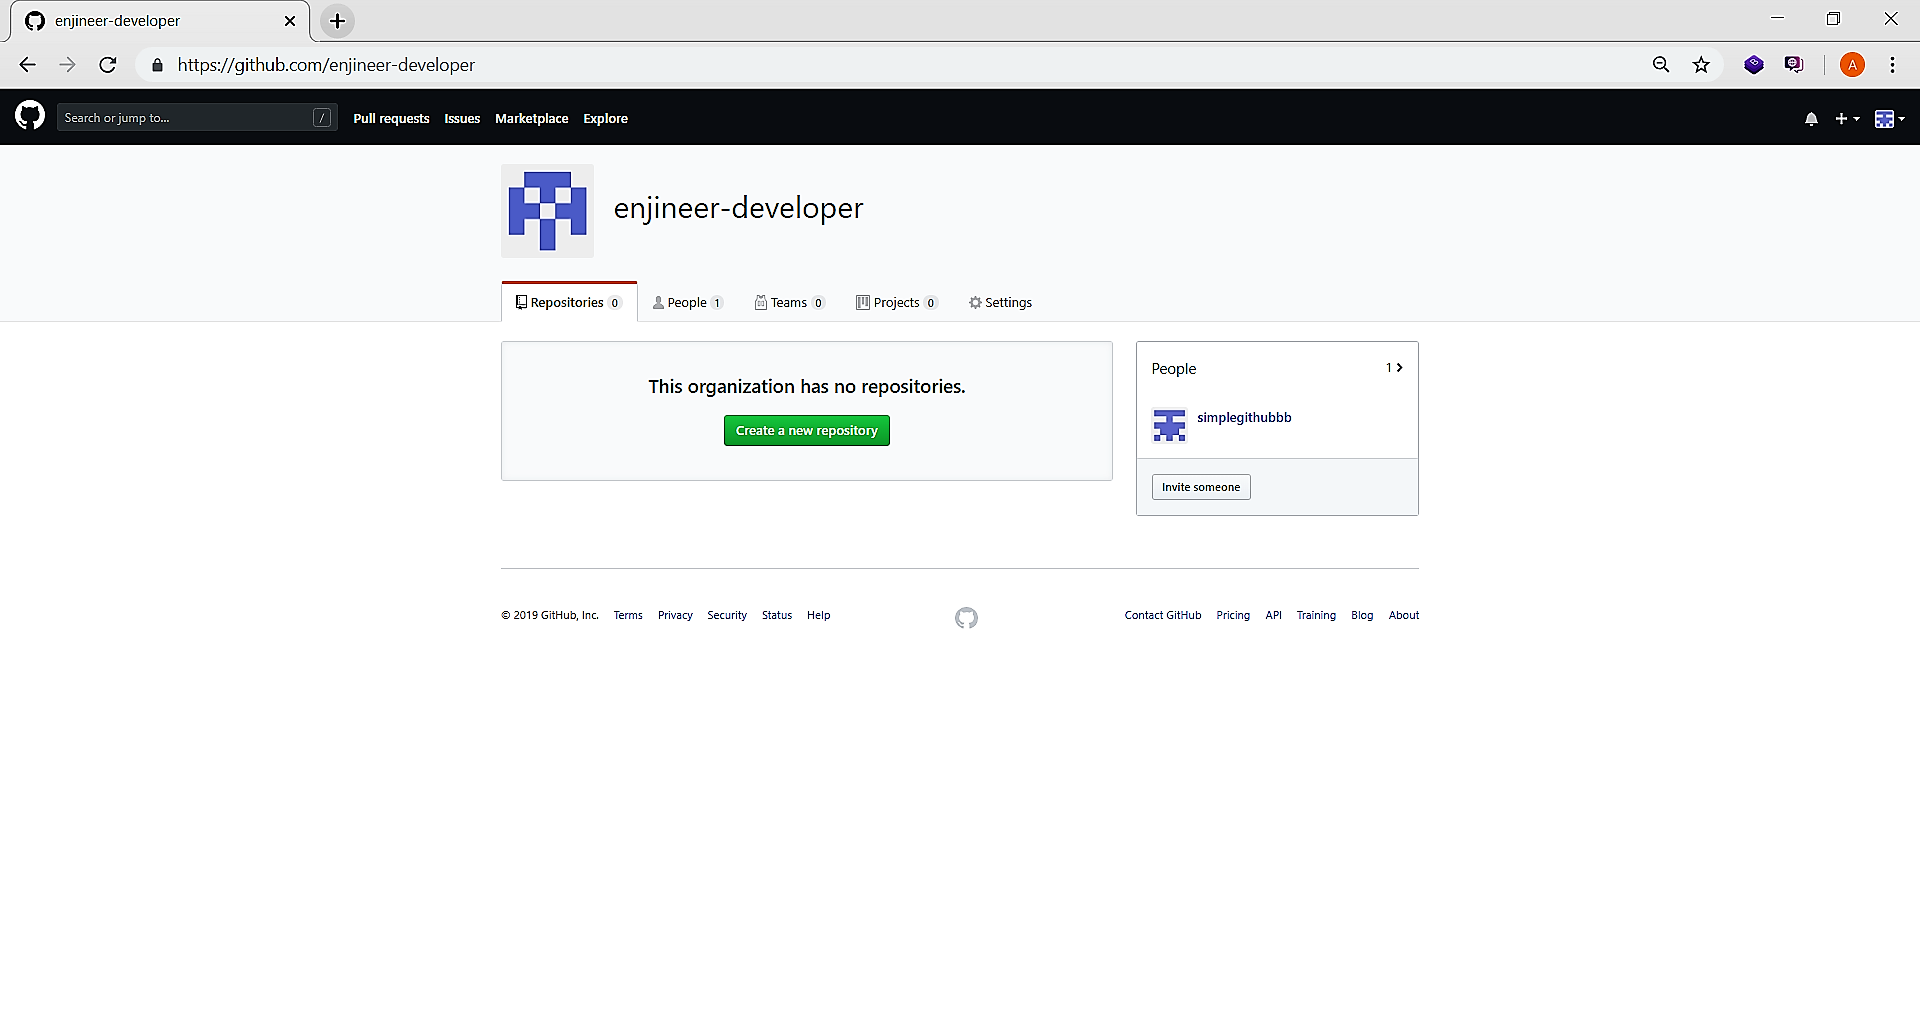 enjineer-developer
https://github.com/enjineer-developer
A
Search or jump to... /
Pull requests Issues Marketplace Explore
enjineer-developer
Repositories 0 People 1 Teams 0 Projects 0 Settings
This organization has no repositories.
Create a new repository
People 1
simplegithubbb
Invite someone
© 2019 GitHub, Inc. Terms Privacy Security Status Help
Contact GitHub Pricing API Training Blog About